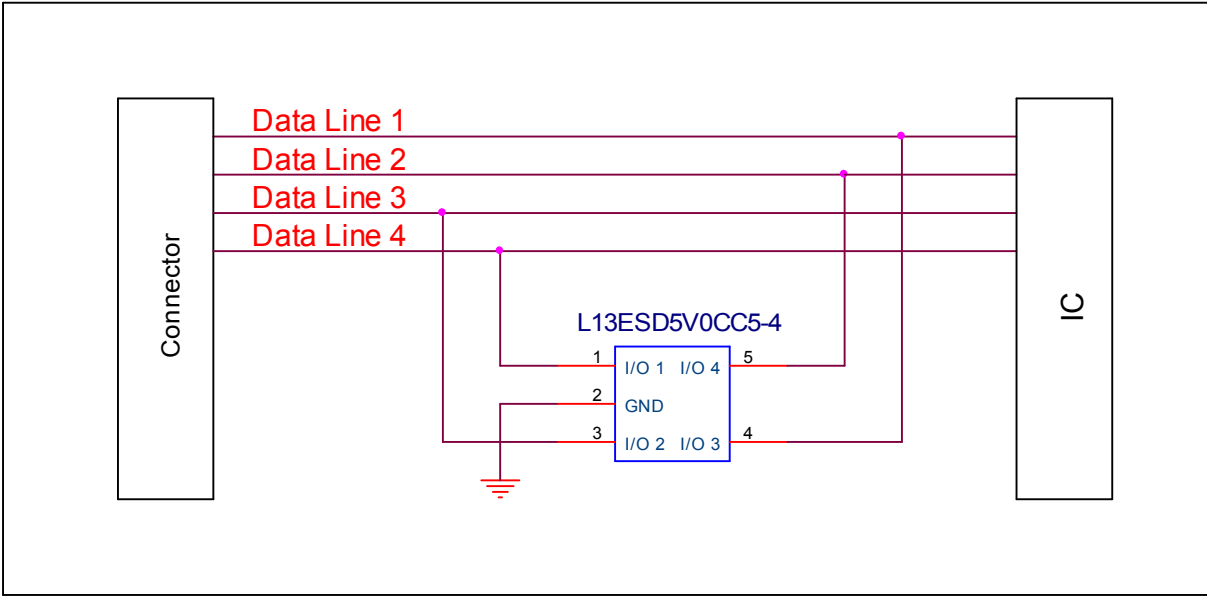 Data Line 1
Data Line 2
Data Line 3
Data Line 4
Connector
IC
L13ESD5V0CC5-4
1 I/O 1 I/O 4 5
2 GND
3 I/O 2 I/O 3 4